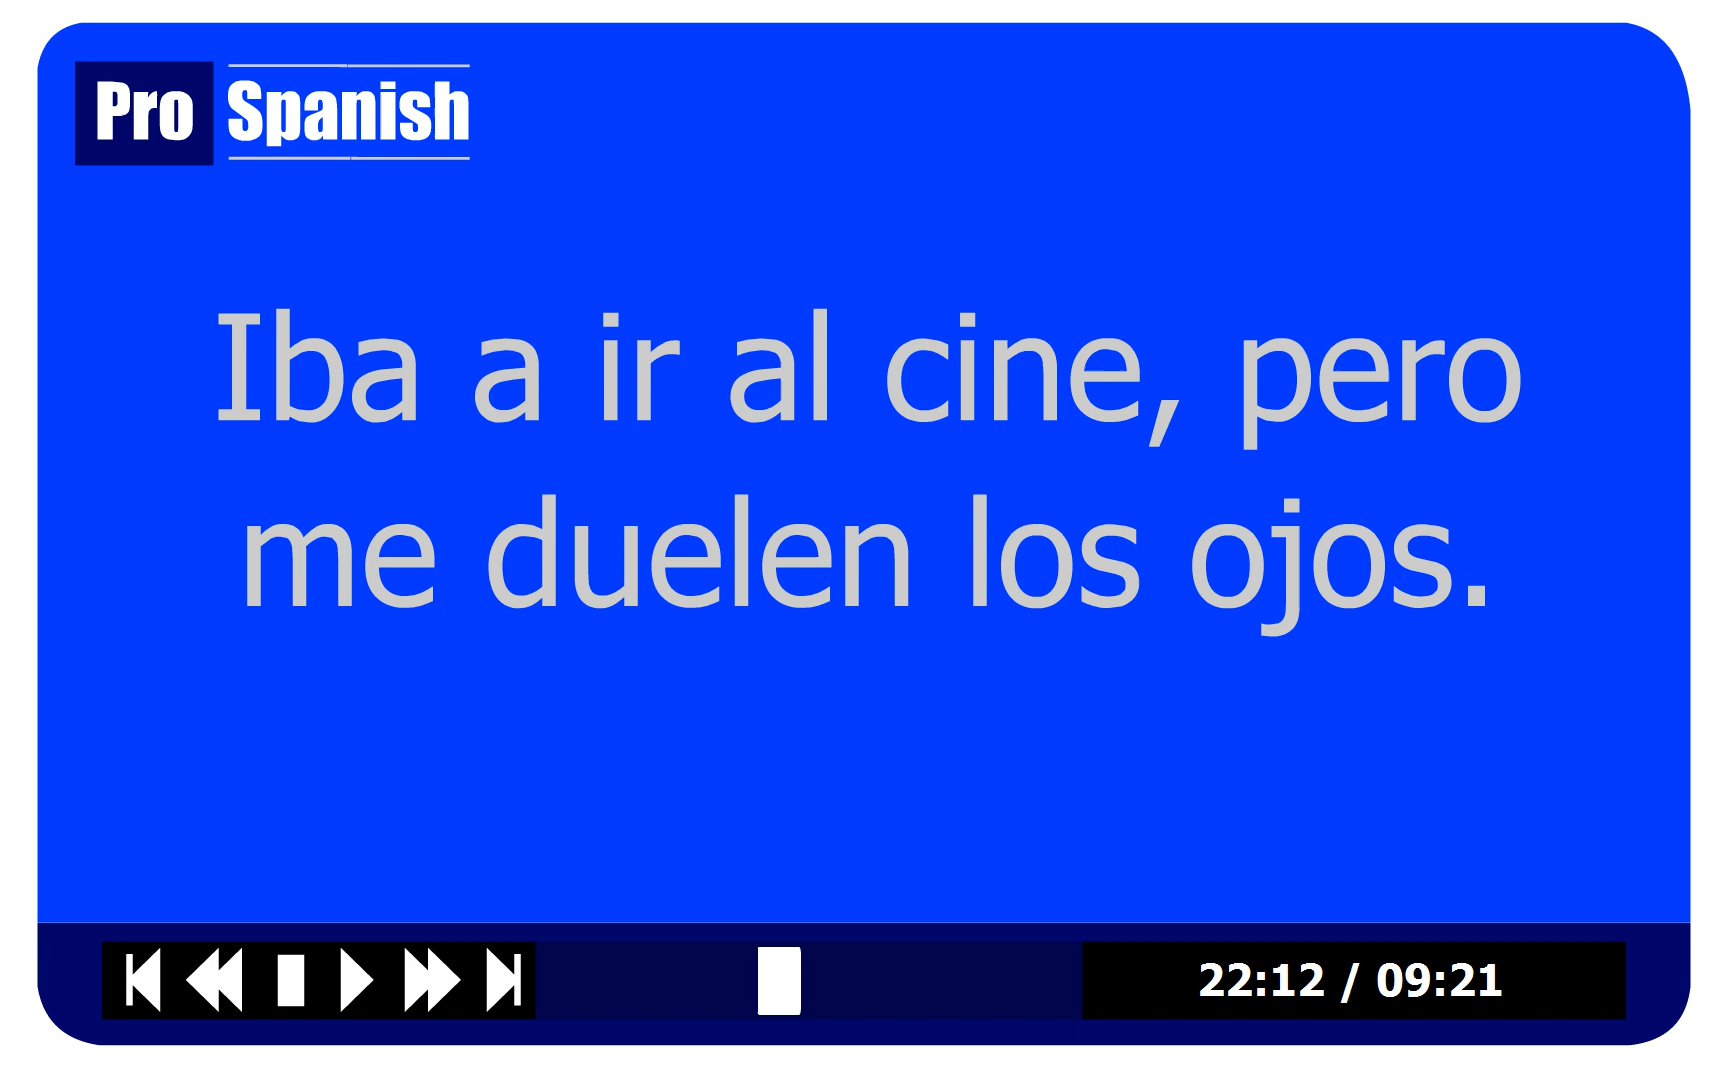 Pro Spanish
Iba a ir al cine, pero
me duelen los ojos.
22:12 / 09:21